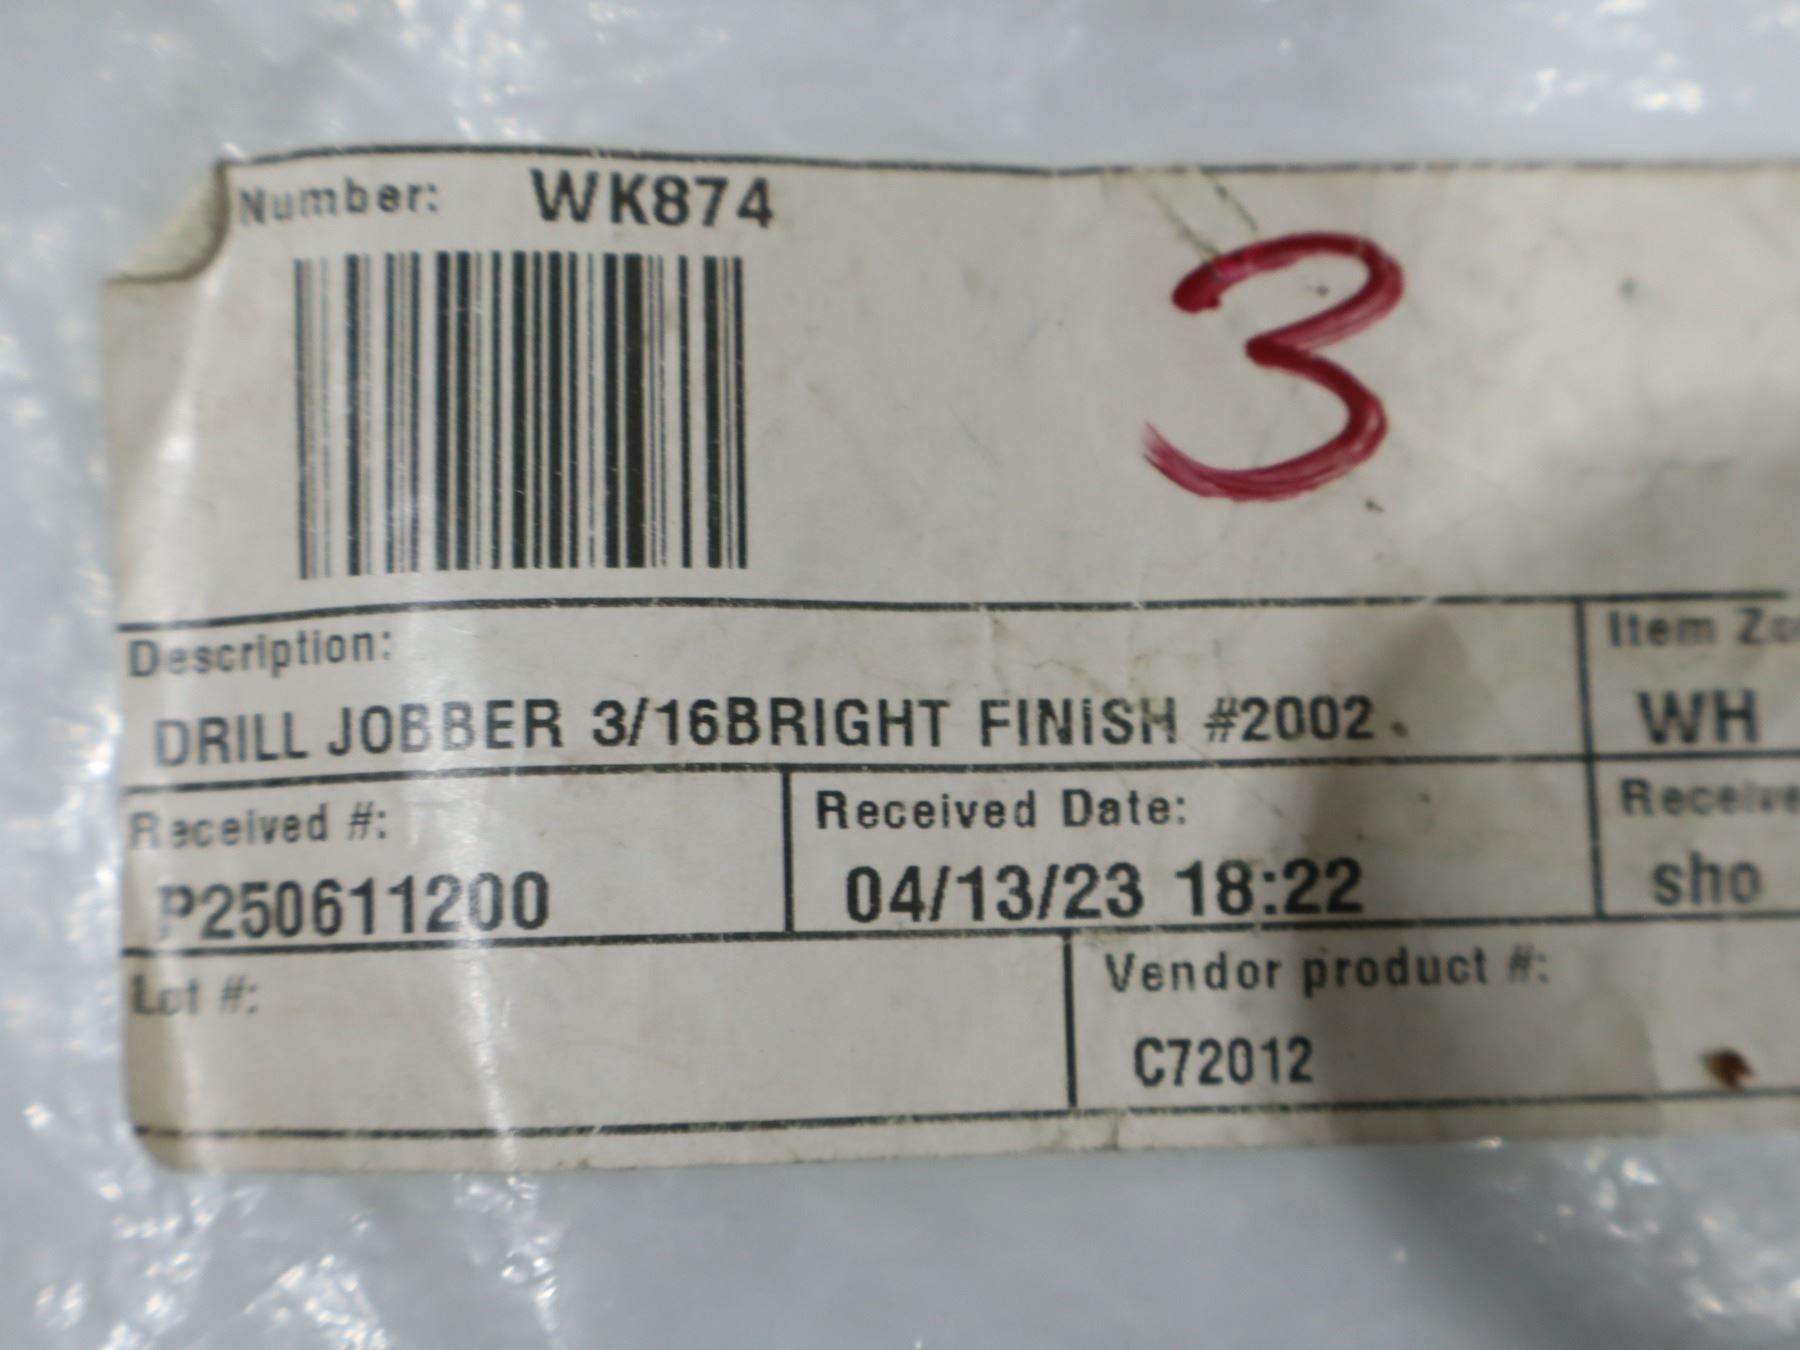 Number: WK874
3
Description:
DRILL JOBBER 3/16BRIGHT FINISH #2002
Item Zo
WH
Received #:
P250611200
Received Date:
04/13/23 18:22
Receive
sho
Lot #:
Vendor product #:
C72012